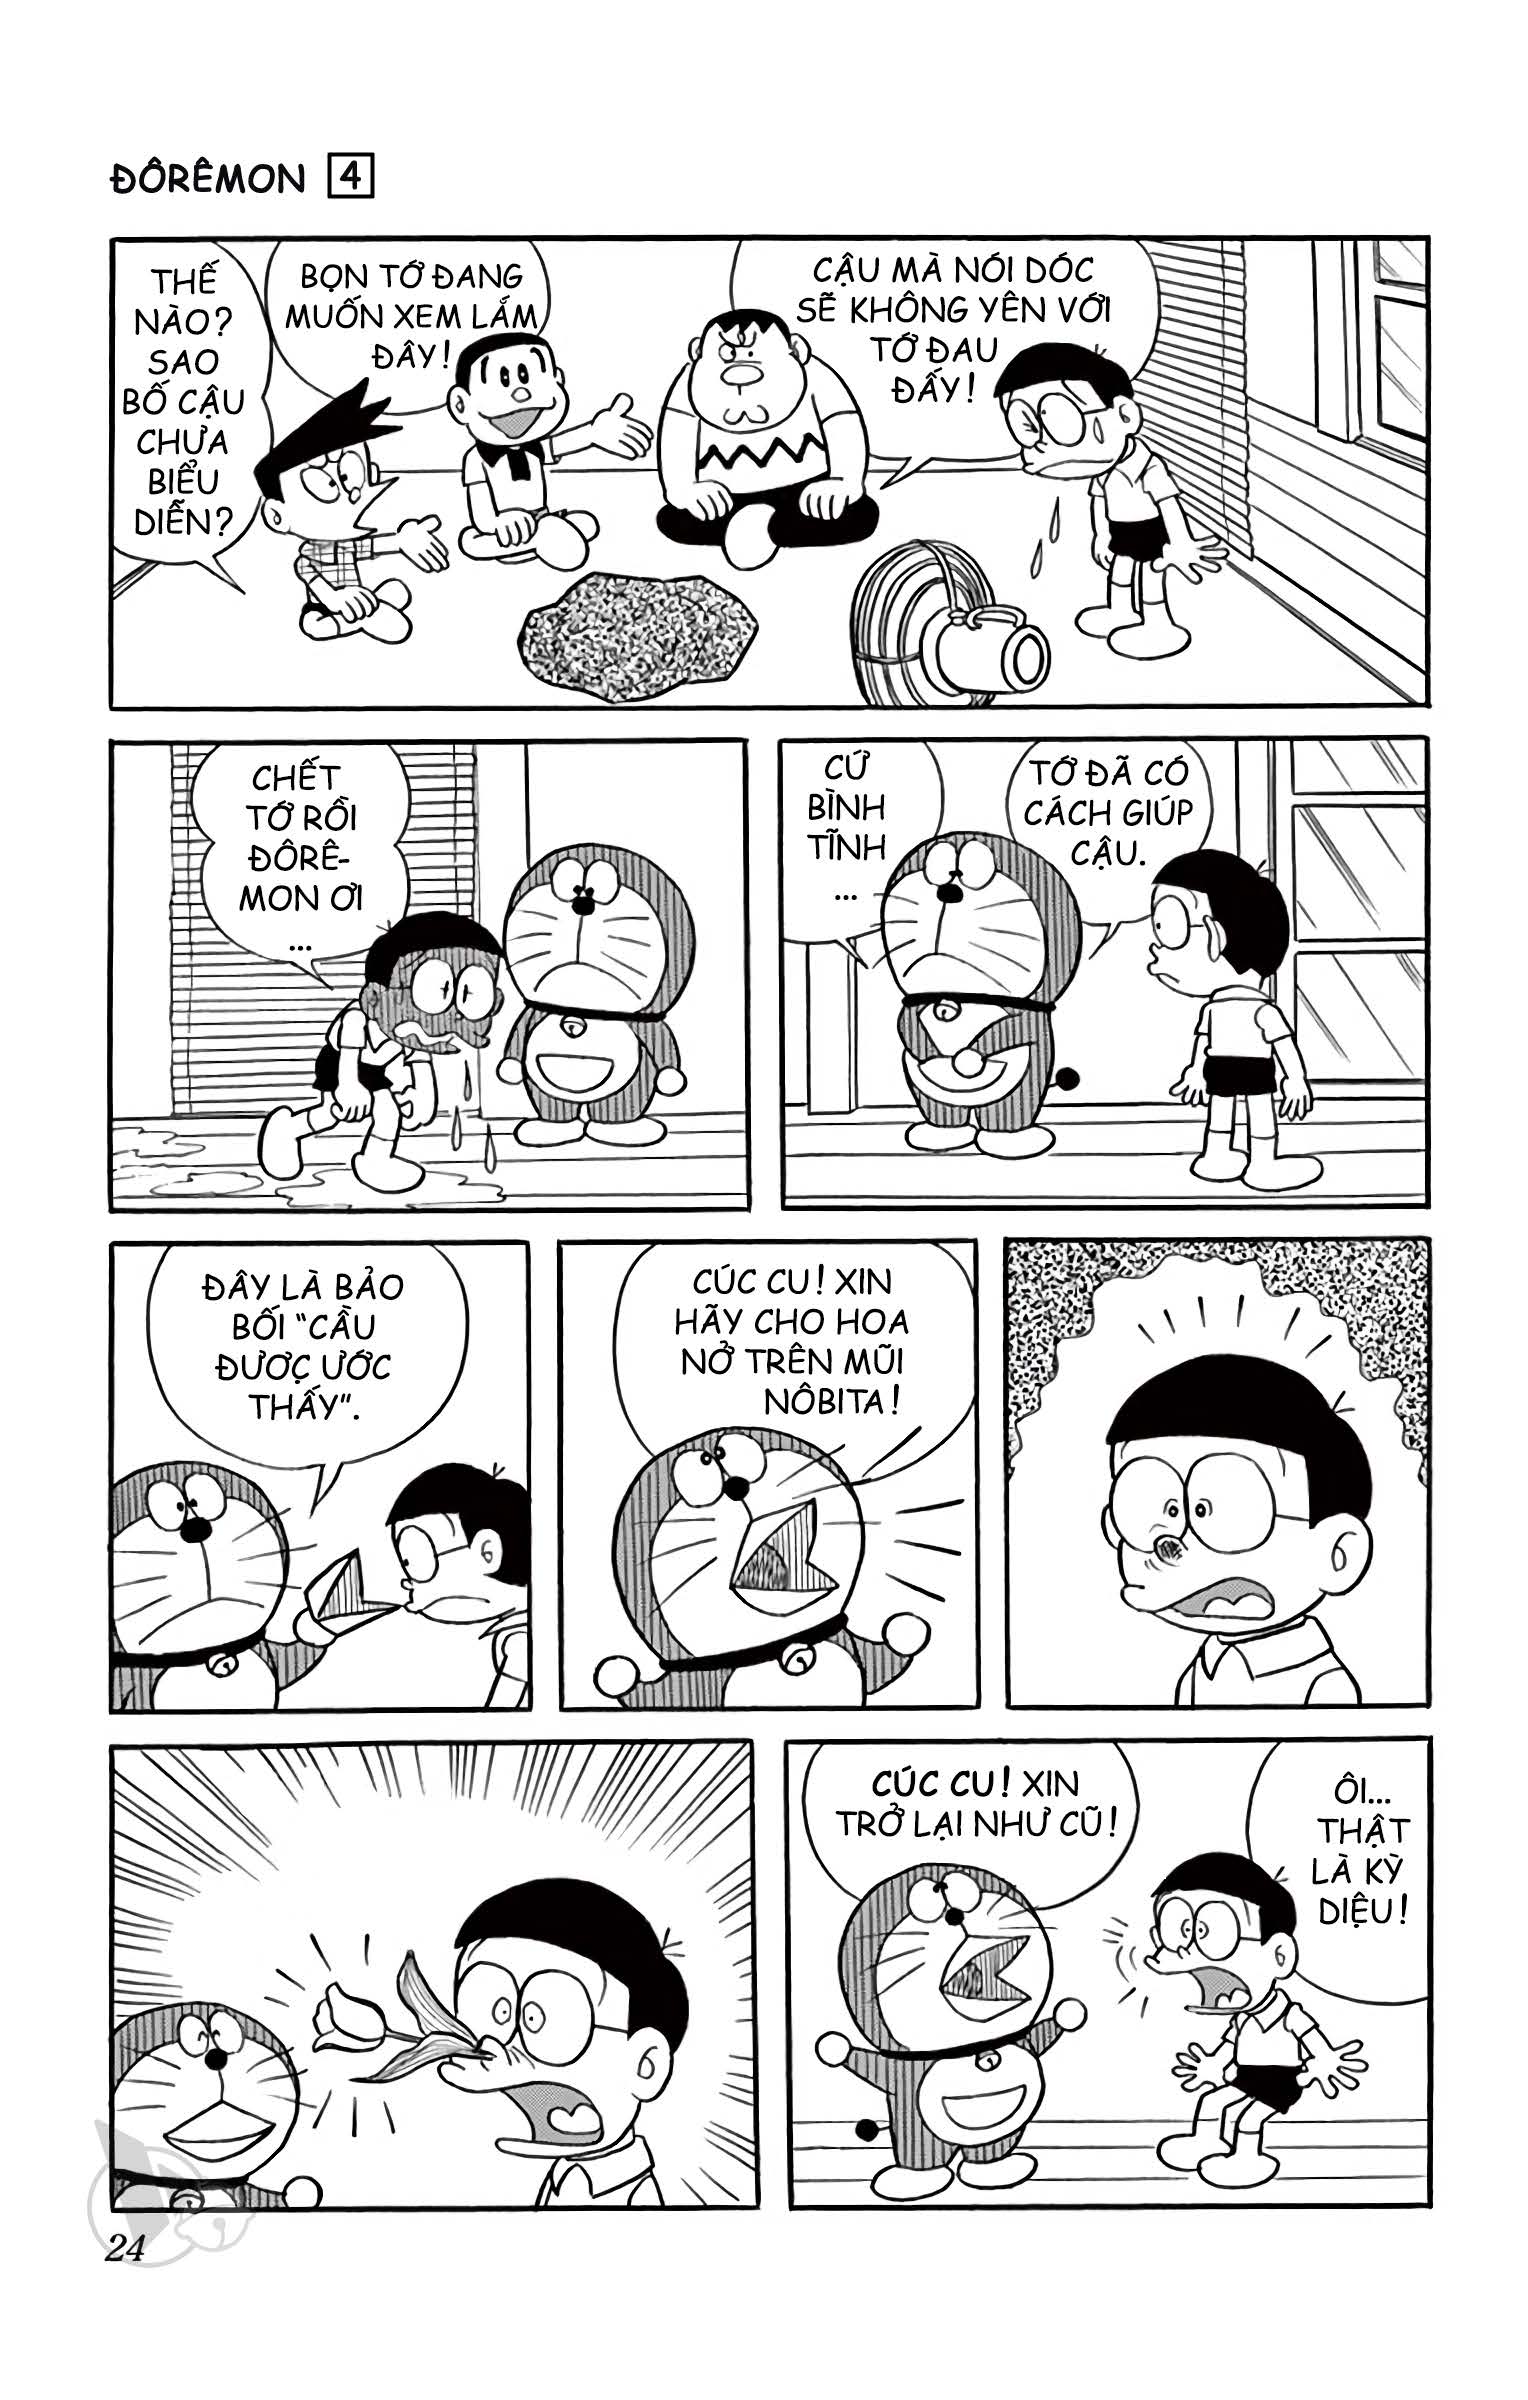 ĐÔRÊMON 4
THẾ
NÀO?
SAO
BỐ CẬU
CHƯA
BIỂU
DIỄN?
BỌN TỚ ĐANG
MUỐN XEM LẮM
ĐÂY!
CẬU MÀ NÓI DÓC
SẼ KHÔNG YÊN VỚI
TỚ ĐAU
ĐẤY!
CHẾT
TỚ RỒI
ĐÔRÊ-
MON ƠI
...
CỨ
BÌNH
TĨNH
...
TỚ ĐÃ CÓ
CÁCH GIÚP
CẬU.
ĐÂY LÀ BẢO
BỐI "CẦU
ĐƯỢC ƯỚC
THẤY".
CÚC CU! XIN
HÃY CHO HOA
NỞ TRÊN MŨI
NÔBITA!
CÚC CU! XIN
TRỞ LẠI NHƯ CŨ!
ÔI...
THẬT
LÀ KỲ
DIỆU!
24